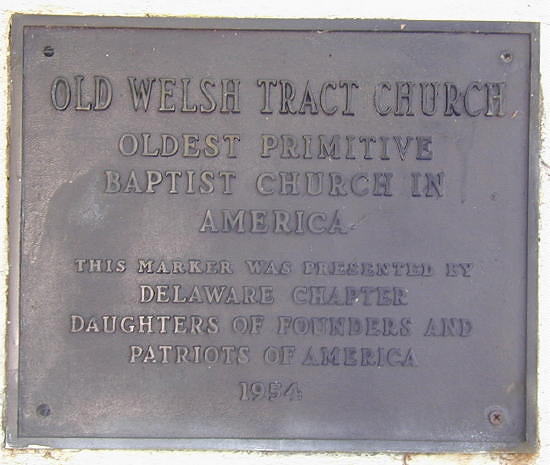 OLD WELSH TRACT CHURCH
OLDEST PRIMITIVE
BAPTIST CHURCH IN
AMERICA
THIS MARKER WAS PRESENTED BY
DELAWARE CHAPTER
DAUGHTERS OF FOUNDERS AND
PATRIOTS OF AMERICA
1954